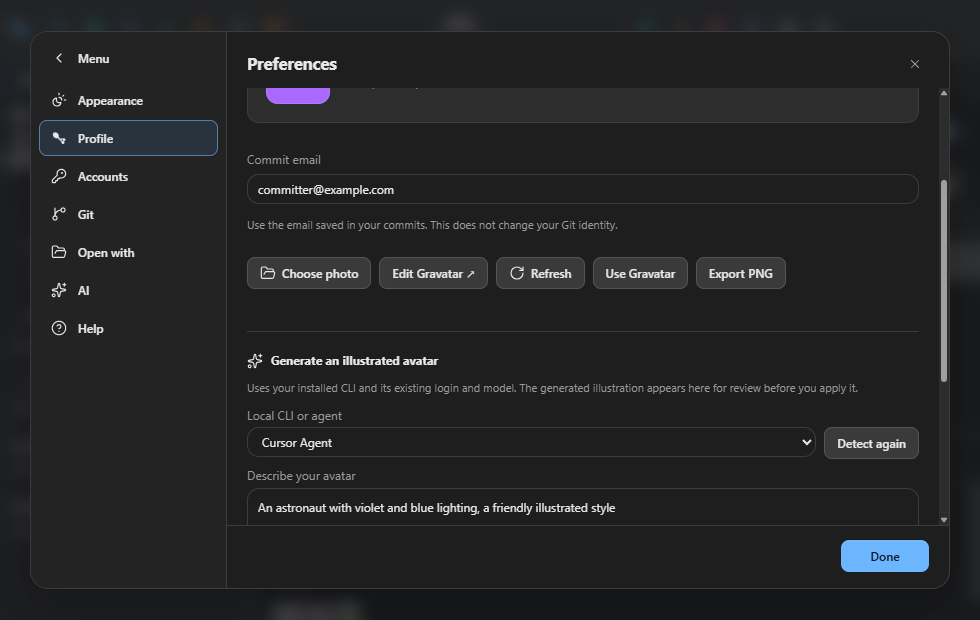 Menu
Appearance
Profile
Accounts
Git
Open with
AI
Help
Preferences
Commit email
committer@example.com
Use the email saved in your commits. This does not change your Git identity.
Choose photo
Edit Gravatar ↗
Refresh
Use Gravatar
Export PNG
Generate an illustrated avatar
Uses your installed CLI and its existing login and model. The generated illustration appears here for review before you apply it.
Local CLI or agent
Cursor Agent
Detect again
Describe your avatar
An astronaut with violet and blue lighting, a friendly illustrated style
Done